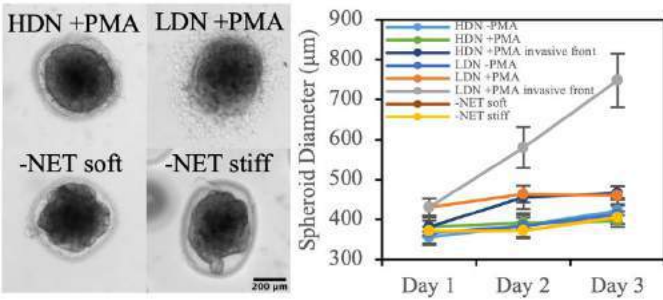 HDN +PMA
LDN +PMA
-NET soft
-NET stiff
200 μm
Spheroid Diameter (μm)
900
800
700
600
500
400
300
HDN -PMA
HDN +PMA
HDN +PMA invasive front
LDN -PMA
LDN +PMA
LDN +PMA invasive front
-NET soft
-NET stiff
Day 1
Day 2
Day 3